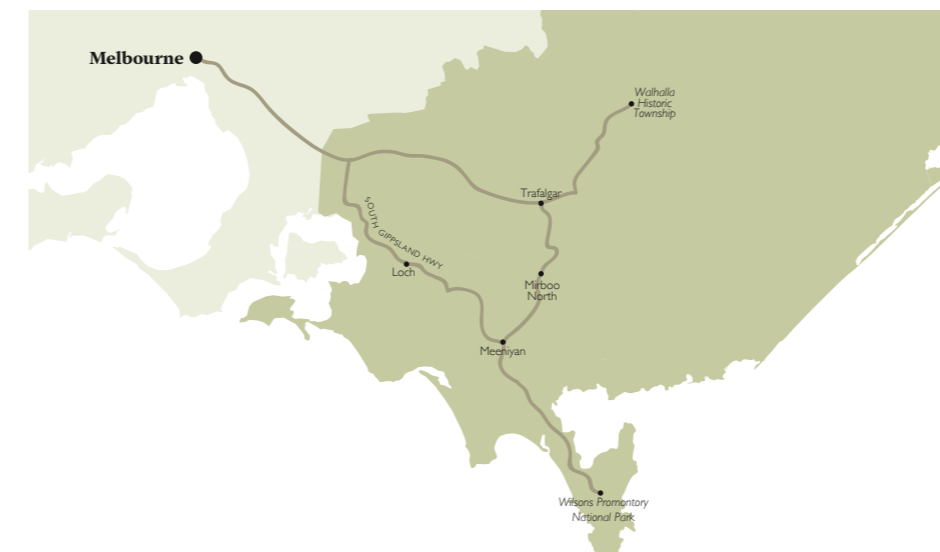 Melbourne
Walhalla
Historic
Township
Trafalgar
SOUTH GIPPSLAND HWY
Loch
Mirboo
North
Meeniyan
Wilsons Promontory
National Park